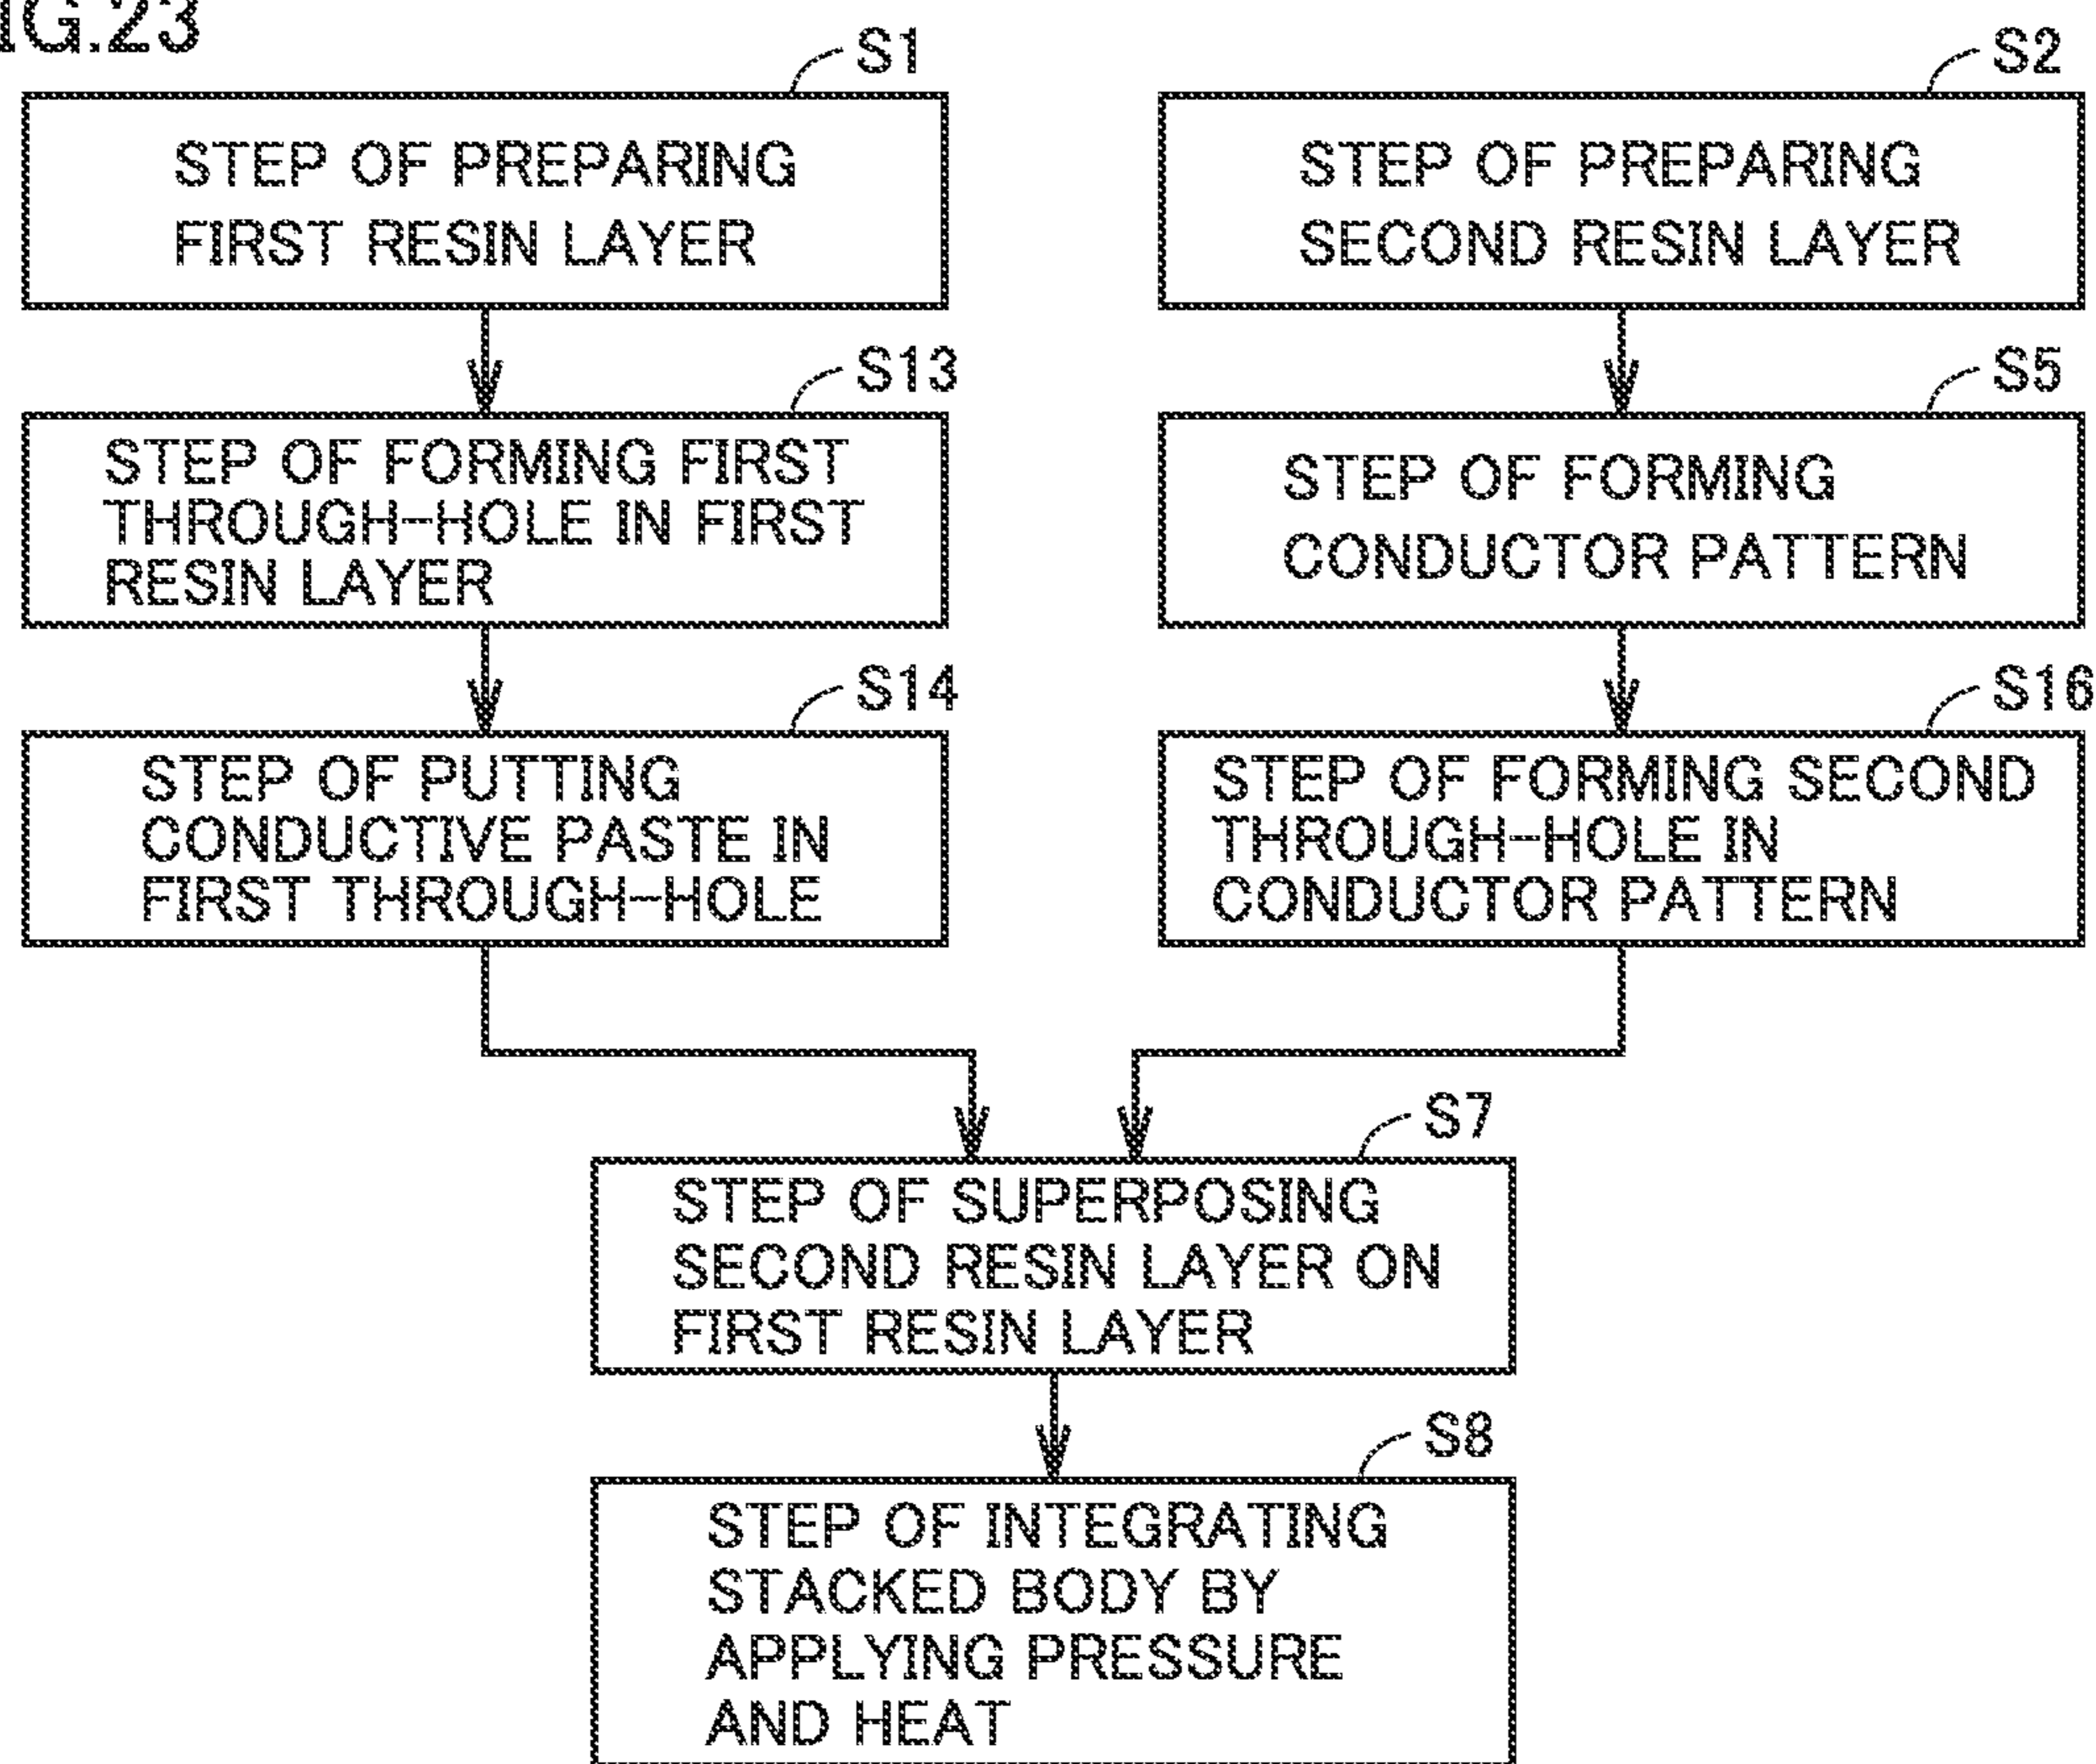 IG.23
S1
STEP OF PREPARING
FIRST RESIN LAYER
S2
STEP OF PREPARING
SECOND RESIN LAYER
S13
STEP OF FORMING FIRST
THROUGH-HOLE IN FIRST
RESIN LAYER
S5
STEP OF FORMING
CONDUCTOR PATTERN
S14
STEP OF PUTTING
CONDUCTIVE PASTE IN
FIRST THROUGH-HOLE
S16
STEP OF FORMING SECOND
THROUGH-HOLE IN
CONDUCTOR PATTERN
S7
STEP OF SUPERPOSING
SECOND RESIN LAYER ON
FIRST RESIN LAYER
S8
STEP OF INTEGRATING
STACKED BODY BY
APPLYING PRESSURE
AND HEAT